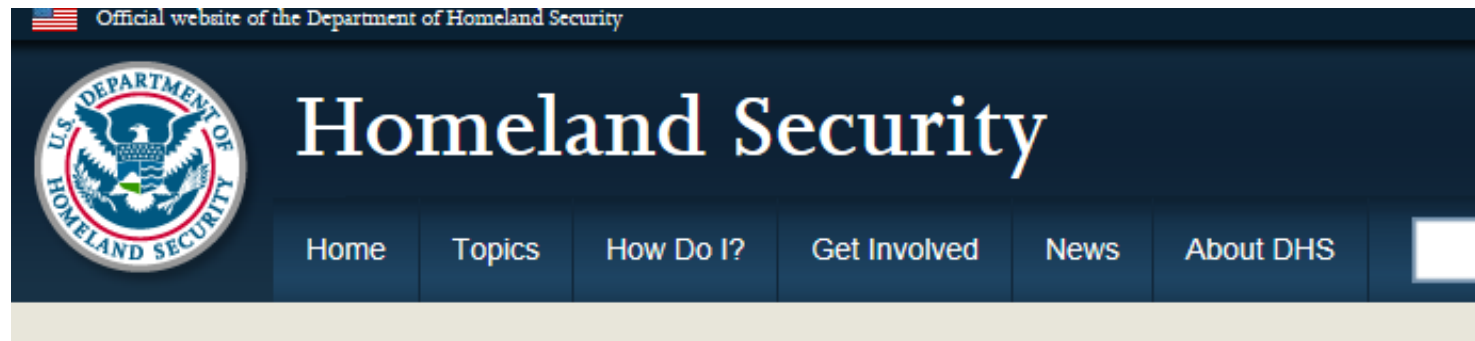 Official website of the Department of Homeland Security
U.S. DEPARTMENT OF HOMELAND SECURITY
Homeland Security
Home Topics How Do I? Get Involved News About DHS